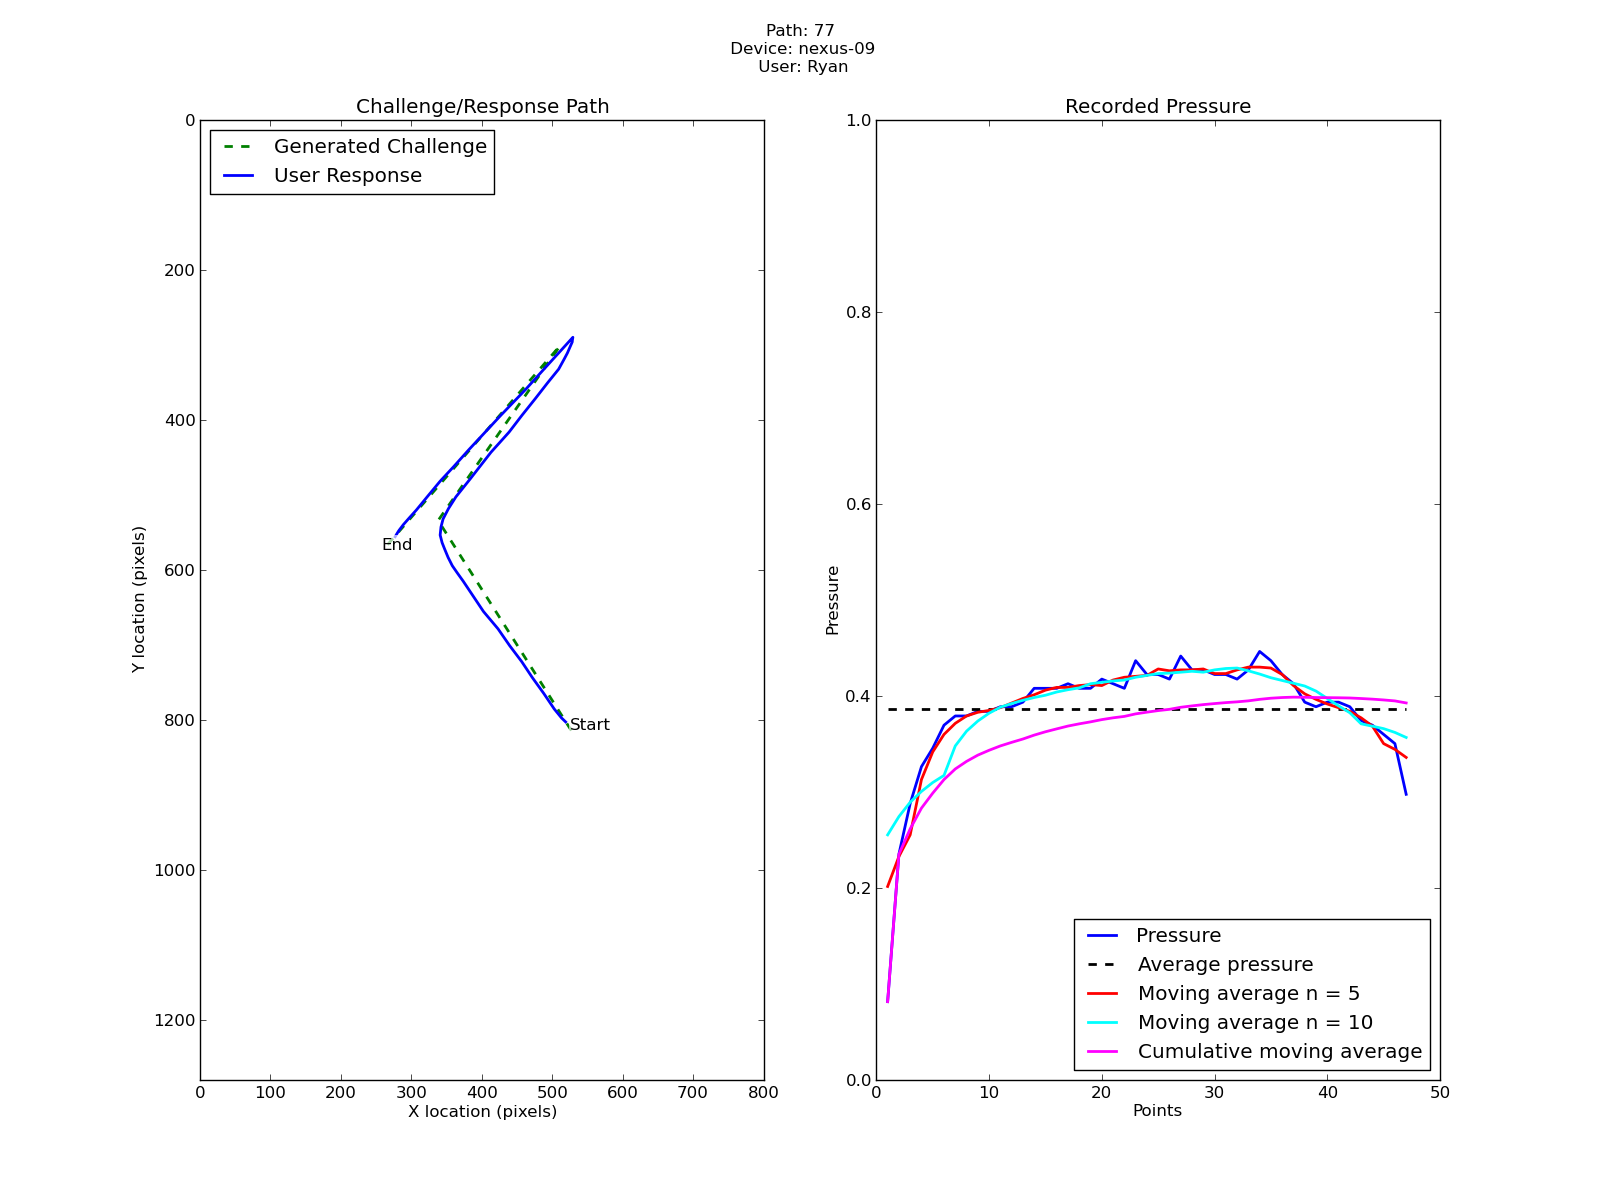 Path: 77
Device: nexus-09
User: Ryan
Challenge/Response Path
Generated Challenge
User Response
0
200
400
600
800
1000
1200
Y location (pixels)
End
Start
0 100 200 300 400 500 600 700 800
X location (pixels)
Recorded Pressure
1.0
0.8
0.6
0.4
0.2
0.0
Pressure
Pressure
Average pressure
Moving average n = 5
Moving average n = 10
Cumulative moving average
0 10 20 30 40 50
Points